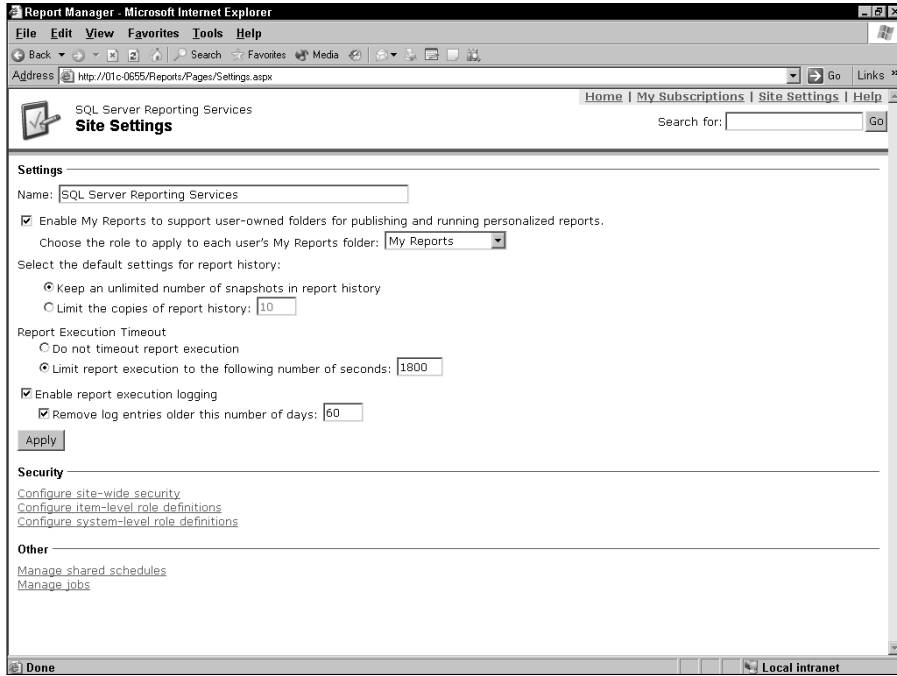 Report Manager - Microsoft Internet Explorer
File Edit View Favorites Tools Help
Back Search Favorites Media
Address http://01c-0655/Reports/Pages/Settings.aspx Go Links »
Home | My Subscriptions | Site Settings | Help
SQL Server Reporting Services
Site Settings
Search for: Go
Settings
Name: SQL Server Reporting Services
Enable My Reports to support user-owned folders for publishing and running personalized reports.
Choose the role to apply to each user's My Reports folder: My Reports
Select the default settings for report history:
Keep an unlimited number of snapshots in report history
Limit the copies of report history: 10
Report Execution Timeout
Do not timeout report execution
Limit report execution to the following number of seconds: 1800
Enable report execution logging
Remove log entries older this number of days: 60
Apply
Security
Configure site-wide security
Configure item-level role definitions
Configure system-level role definitions
Other
Manage shared schedules
Manage jobs
Done Local intranet